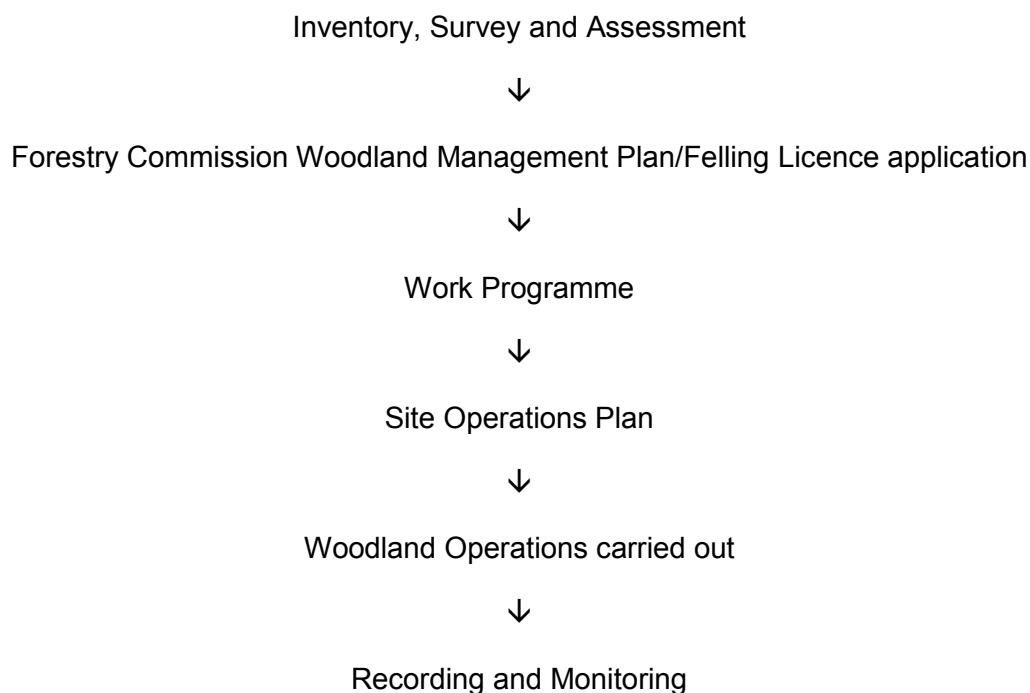 Inventory, Survey and Assessment
↓
Forestry Commission Woodland Management Plan/Felling Licence application
↓
Work Programme
↓
Site Operations Plan
↓
Woodland Operations carried out
↓
Recording and Monitoring